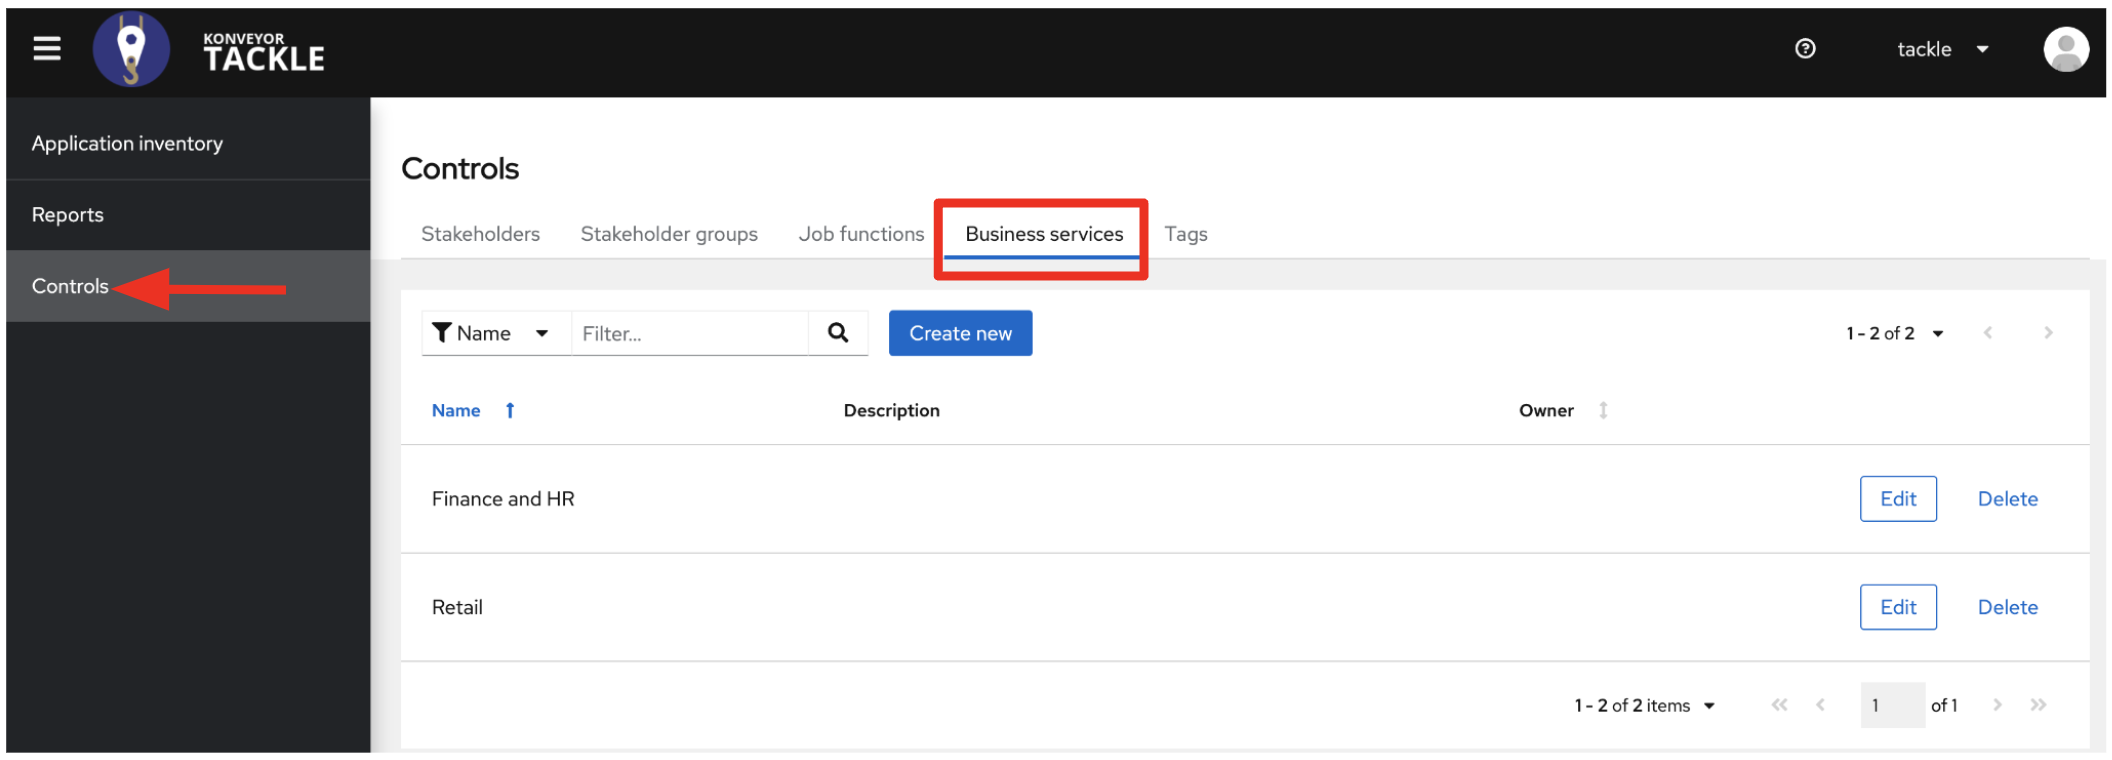 KONVEYOR
TACKLE
tackle
Application inventory
Reports
Controls
Controls
Stakeholders Stakeholder groups Job functions Business services Tags
Name Filter... Create new 1 - 2 of 2
Name Description Owner
Finance and HR Edit Delete
Retail Edit Delete
1 - 2 of 2 items 1 of 1